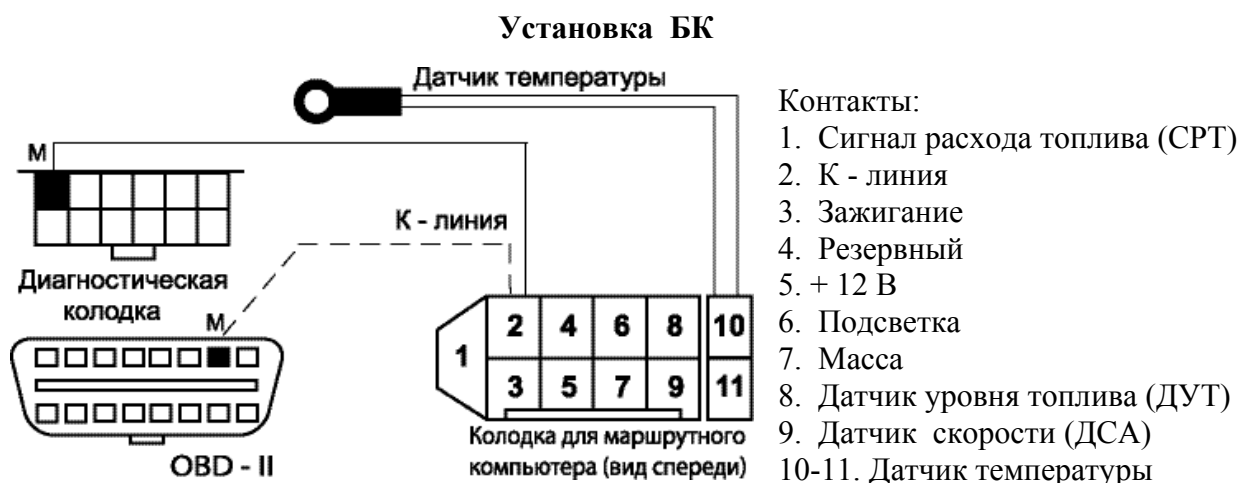 Установка БК
Датчик температуры
М
К - линия
Диагностическая
колодка
М
OBD - II
1
2 4 6 8 10
3 5 7 9 11
Колодка для маршрутного
компьютера (вид спереди)
Контакты:
1. Сигнал расхода топлива (СРТ)
2. К - линия
3. Зажигание
4. Резервный
5. + 12 В
6. Подсветка
7. Масса
8. Датчик уровня топлива (ДУТ)
9. Датчик скорости (ДСА)
10-11. Датчик температуры